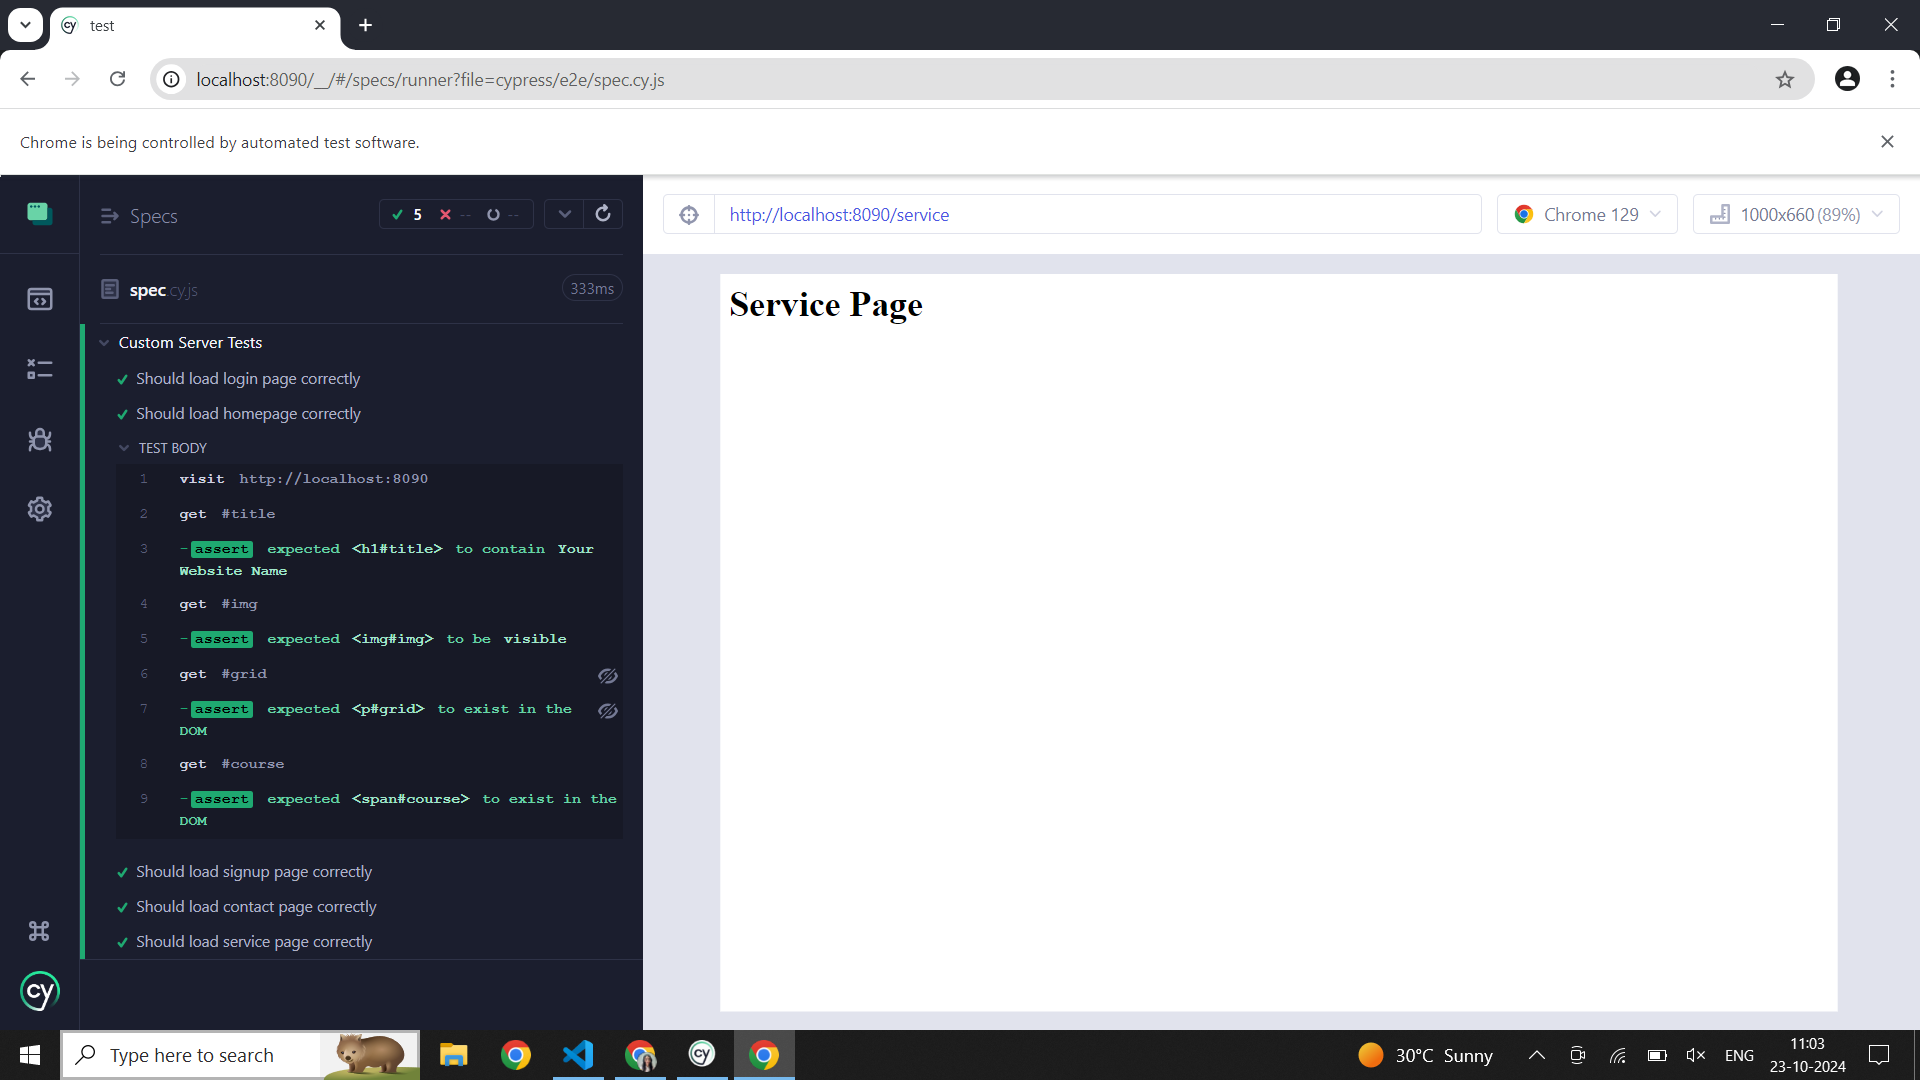 test
localhost:8090/__/#/specs/runner?file=cypress/e2e/spec.cy.js
Chrome is being controlled by automated test software.
Specs
5 -- --
spec.cy.js
333ms
Custom Server Tests
Should load login page correctly
Should load homepage correctly
TEST BODY
1 visit http://localhost:8090
2 get #title
3 -assert expected <h1#title> to contain Your
Website Name
4 get #img
5 -assert expected <img#img> to be visible
6 get #grid
7 -assert expected <p#grid> to exist in the
DOM
8 get #course
9 -assert expected <span#course> to exist in the
DOM
Should load signup page correctly
Should load contact page correctly
Should load service page correctly
cy
http://localhost:8090/service
Chrome 129
1000x660 (89%)
Service Page
Type here to search
cy
30°C Sunny
ENG
11:03
23-10-2024